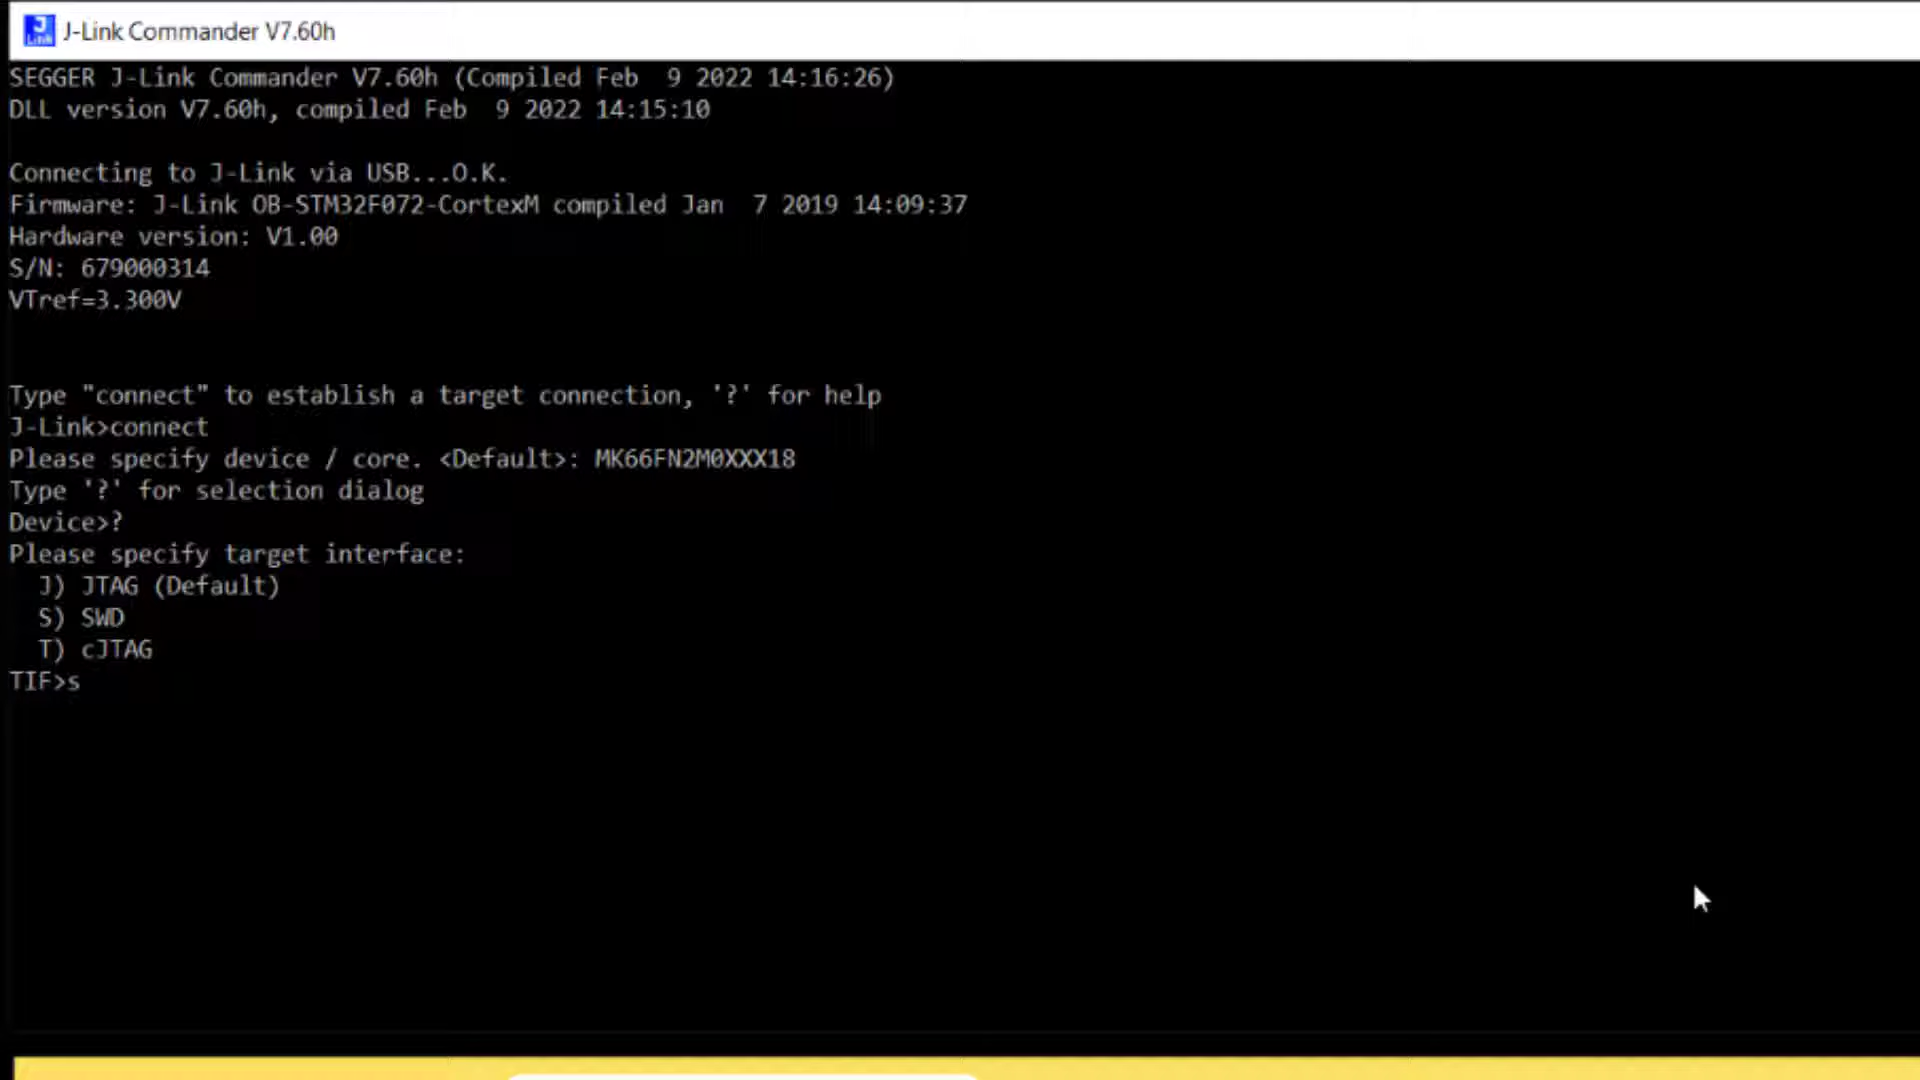 J-Link Commander V7.60h
SEGGER J-Link Commander V7.60h (Compiled Feb  9 2022 14:16:26)
DLL version V7.60h, compiled Feb  9 2022 14:15:10
Connecting to J-Link via USB...O.K.
Firmware: J-Link OB-STM32F072-CortexM compiled Jan  7 2019 14:09:37
Hardware version: V1.00
S/N: 679000314
VTref=3.300V
Type "connect" to establish a target connection, '?' for help
J-Link>connect
Please specify device / core. <Default>: MK66FN2M0XXX18
Type '?' for selection dialog
Device>?
Please specify target interface:
  J) JTAG (Default)
  S) SWD
  T) cJTAG
TIF>s